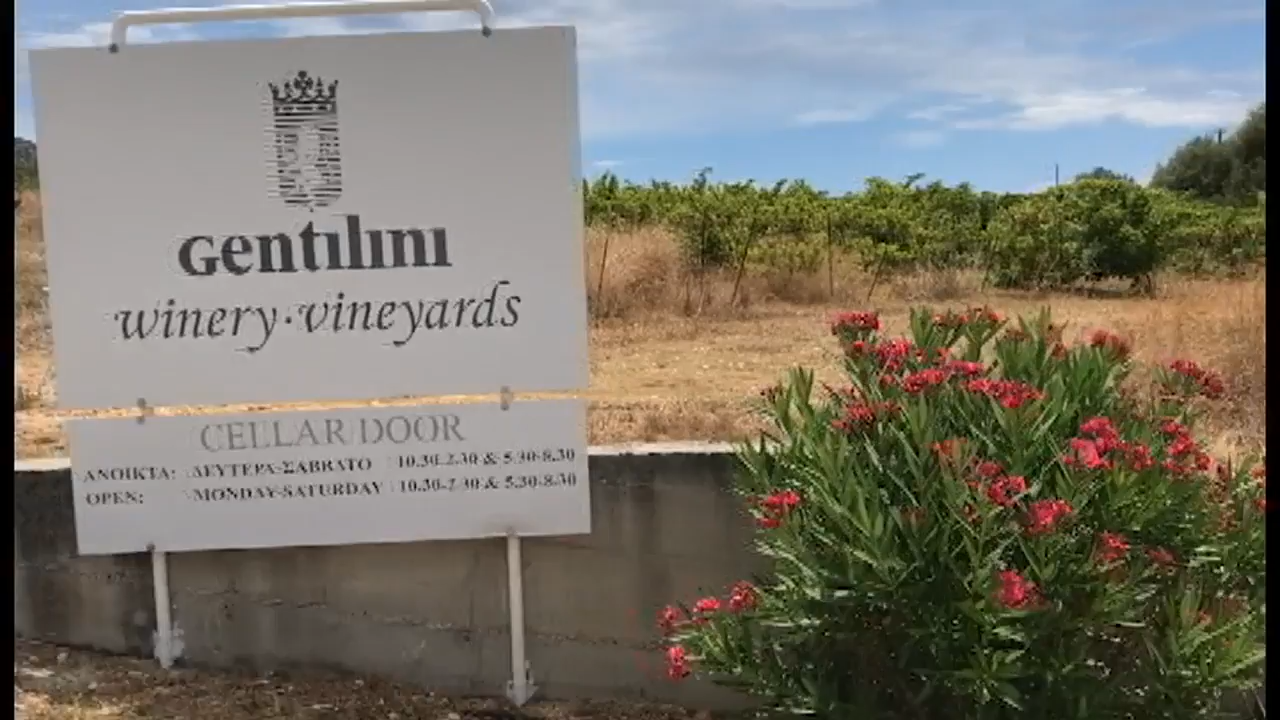 Gentilini
winery·vineyards
CELLAR DOOR
ΑΝΟΙΚΤΑ: ΔΕΥΤΕΡΑ-ΣΑΒΒΑΤΟ 10.30-2.30 & 5.30-8.30
OPEN: MONDAY-SATURDAY 10.30-2.30 & 5.30-8.30